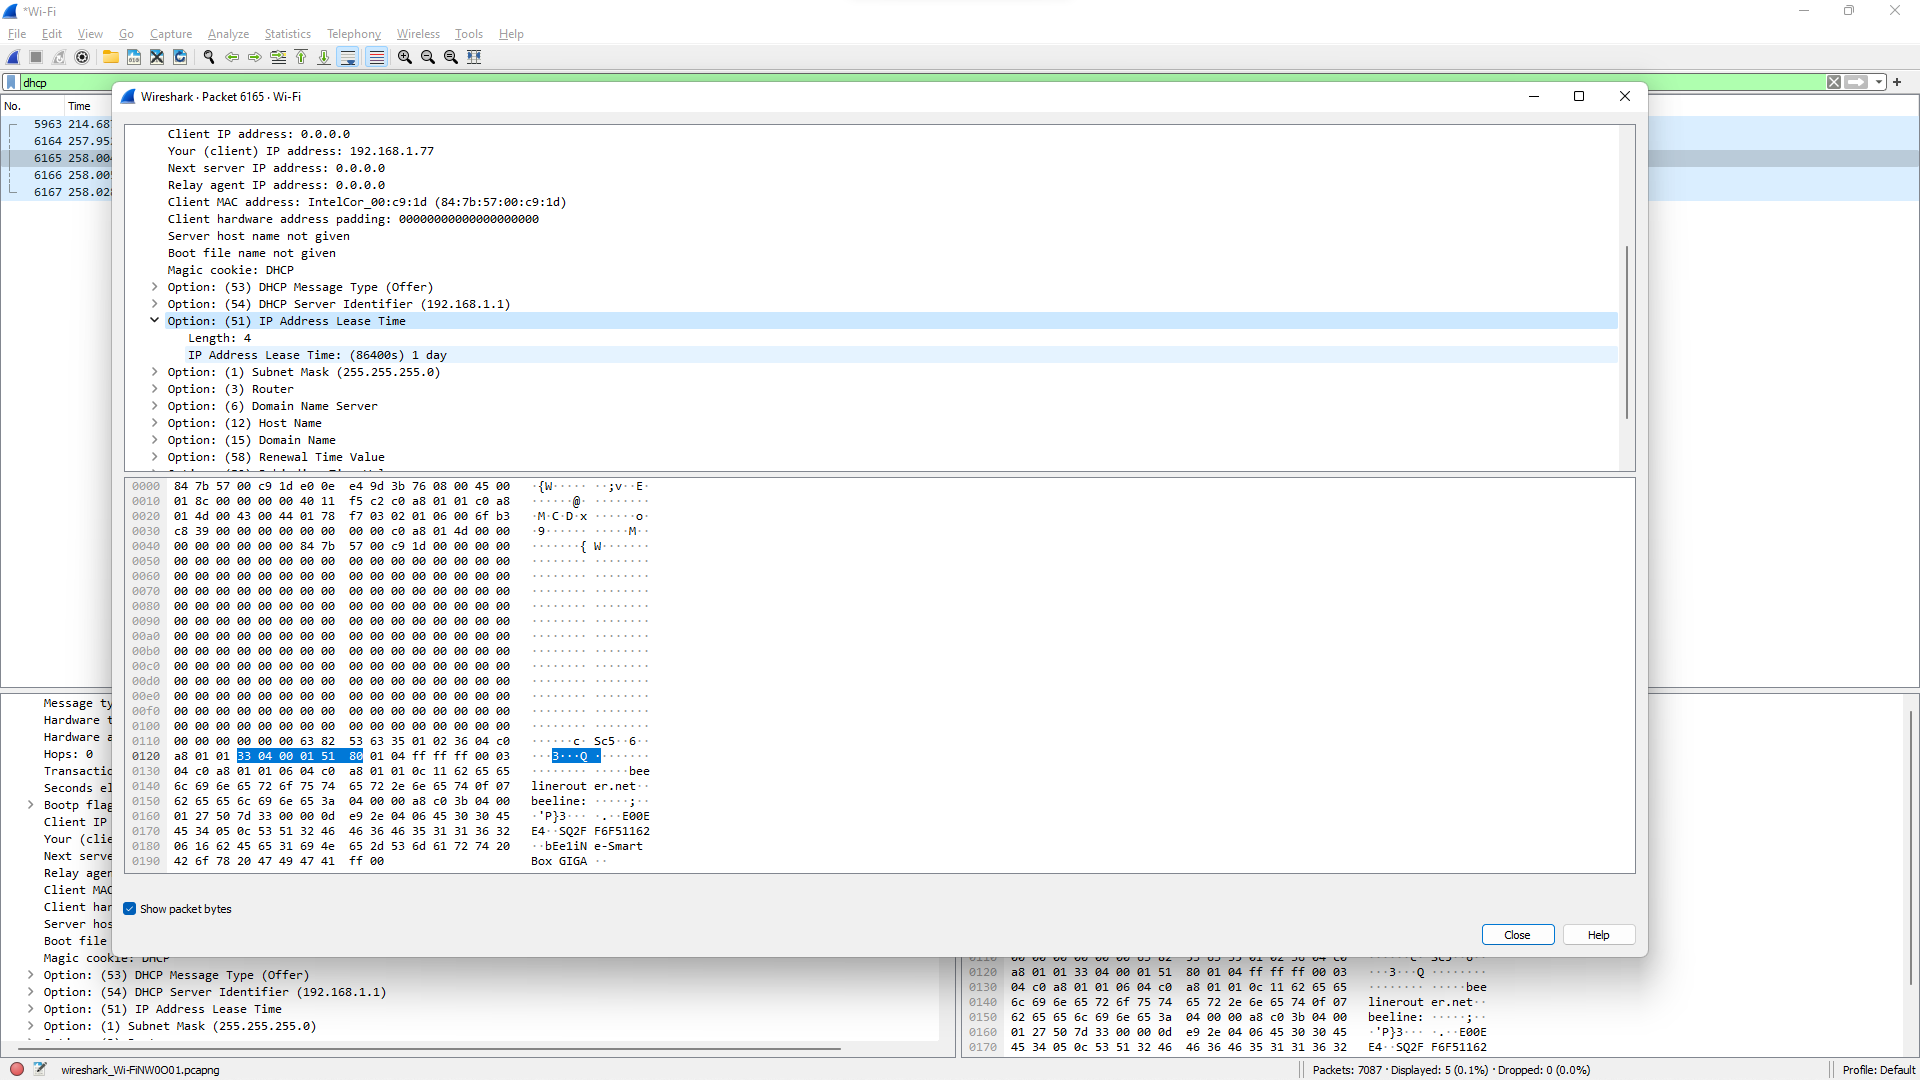 *Wi-Fi
File Edit View Go Capture Analyze Statistics Telephony Wireless Tools Help
dhcp
No. Time
5963 214.68
6164 257.95
6165 258.00
6166 258.00
6167 258.02
Wireshark · Packet 6165 · Wi-Fi
Client IP address: 0.0.0.0
Your (client) IP address: 192.168.1.77
Next server IP address: 0.0.0.0
Relay agent IP address: 0.0.0.0
Client MAC address: IntelCor_00:c9:1d (84:7b:57:00:c9:1d)
Client hardware address padding: 00000000000000000000
Server host name not given
Boot file name not given
Magic cookie: DHCP
Option: (53) DHCP Message Type (Offer)
Option: (54) DHCP Server Identifier (192.168.1.1)
Option: (51) IP Address Lease Time
Length: 4
IP Address Lease Time: (86400s) 1 day
Option: (1) Subnet Mask (255.255.255.0)
Option: (3) Router
Option: (6) Domain Name Server
Option: (12) Host Name
Option: (15) Domain Name
Option: (58) Renewal Time Value
0000 84 7b 57 00 c9 1d e0 0e e4 9d 3b 76 08 00 45 00 ·{W·····  ··;v··E·
0010 01 8c 00 00 00 00 40 11 f5 c2 c0 a8 01 01 c0 a8 ······@· ········
0020 01 4d 00 43 00 44 01 78 f7 03 02 01 06 00 6f b3 ·M·C·D·x ······o·
0030 c8 39 00 00 00 00 00 00 00 00 c0 a8 01 4d 00 00 ·9······ ·····M··
0040 00 00 00 00 00 00 84 7b 57 00 c9 1d 00 00 00 00 ·······{ W·······
0050 00 00 00 00 00 00 00 00 00 00 00 00 00 00 00 00 ········ ········
0060 00 00 00 00 00 00 00 00 00 00 00 00 00 00 00 00 ········ ········
0070 00 00 00 00 00 00 00 00 00 00 00 00 00 00 00 00 ········ ········
0080 00 00 00 00 00 00 00 00 00 00 00 00 00 00 00 00 ········ ········
0090 00 00 00 00 00 00 00 00 00 00 00 00 00 00 00 00 ········ ········
00a0 00 00 00 00 00 00 00 00 00 00 00 00 00 00 00 00 ········ ········
00b0 00 00 00 00 00 00 00 00 00 00 00 00 00 00 00 00 ········ ········
00c0 00 00 00 00 00 00 00 00 00 00 00 00 00 00 00 00 ········ ········
00d0 00 00 00 00 00 00 00 00 00 00 00 00 00 00 00 00 ········ ········
00e0 00 00 00 00 00 00 00 00 00 00 00 00 00 00 00 00 ········ ········
00f0 00 00 00 00 00 00 00 00 00 00 00 00 00 00 00 00 ········ ········
0100 00 00 00 00 00 00 00 00 00 00 00 00 00 00 00 00 ········ ········
0110 00 00 00 00 00 00 63 82 53 63 35 01 02 36 04 c0 ······c· Sc5··6··
0120 a8 01 01 33 04 00 01 51 80 01 04 ff ff ff 00 03 ···3···Q ········
0130 04 c0 a8 01 01 06 04 c0 a8 01 01 0c 11 62 65 65 ········ ·····bee
0140 6c 69 6e 65 72 6f 75 74 65 72 2e 6e 65 74 0f 07 linerout er.net··
0150 62 65 65 6c 69 6e 65 3a 04 00 00 a8 c0 3b 04 00 beeline: ·····;··
0160 01 27 50 7d 33 00 00 0d e9 2e 04 06 45 30 30 45 ·'P}3··· ·.··E00E
0170 45 34 05 0c 53 51 32 46 46 36 46 35 31 31 36 32 E4··SQ2F F6F51162
0180 06 16 62 45 65 31 69 4e 65 2d 53 6d 61 72 74 20 ··bEe1iN e-Smart
0190 42 6f 78 20 47 49 47 41 ff 00 Box GIGA ··
Show packet bytes
Close Help
Message ty
Hardware t
Hardware a
Hops: 0
Transactio
Seconds el
Bootp flag
Client IP
Your (clie
Next serve
Relay agen
Client MAC
Client har
Server hos
Boot file
Magic cookie: DHCP
Option: (53) DHCP Message Type (Offer)
Option: (54) DHCP Server Identifier (192.168.1.1)
Option: (51) IP Address Lease Time
Option: (1) Subnet Mask (255.255.255.0)
0120 a8 01 01 33 04 00 01 51 80 01 04 ff ff ff 00 03 ···3···Q ········
0130 04 c0 a8 01 01 06 04 c0 a8 01 01 0c 11 62 65 65 ········ ·····bee
0140 6c 69 6e 65 72 6f 75 74 65 72 2e 6e 65 74 0f 07 linerout er.net··
0150 62 65 65 6c 69 6e 65 3a 04 00 00 a8 c0 3b 04 00 beeline: ·····;··
0160 01 27 50 7d 33 00 00 0d e9 2e 04 06 45 30 30 45 ·'P}3··· ·.··E00E
0170 45 34 05 0c 53 51 32 46 46 36 46 35 31 31 36 32 E4··SQ2F F6F51162
wireshark_Wi-FiNW0O01.pcapng
Packets: 7087 · Displayed: 5 (0.1%) · Dropped: 0 (0.0%)
Profile: Default